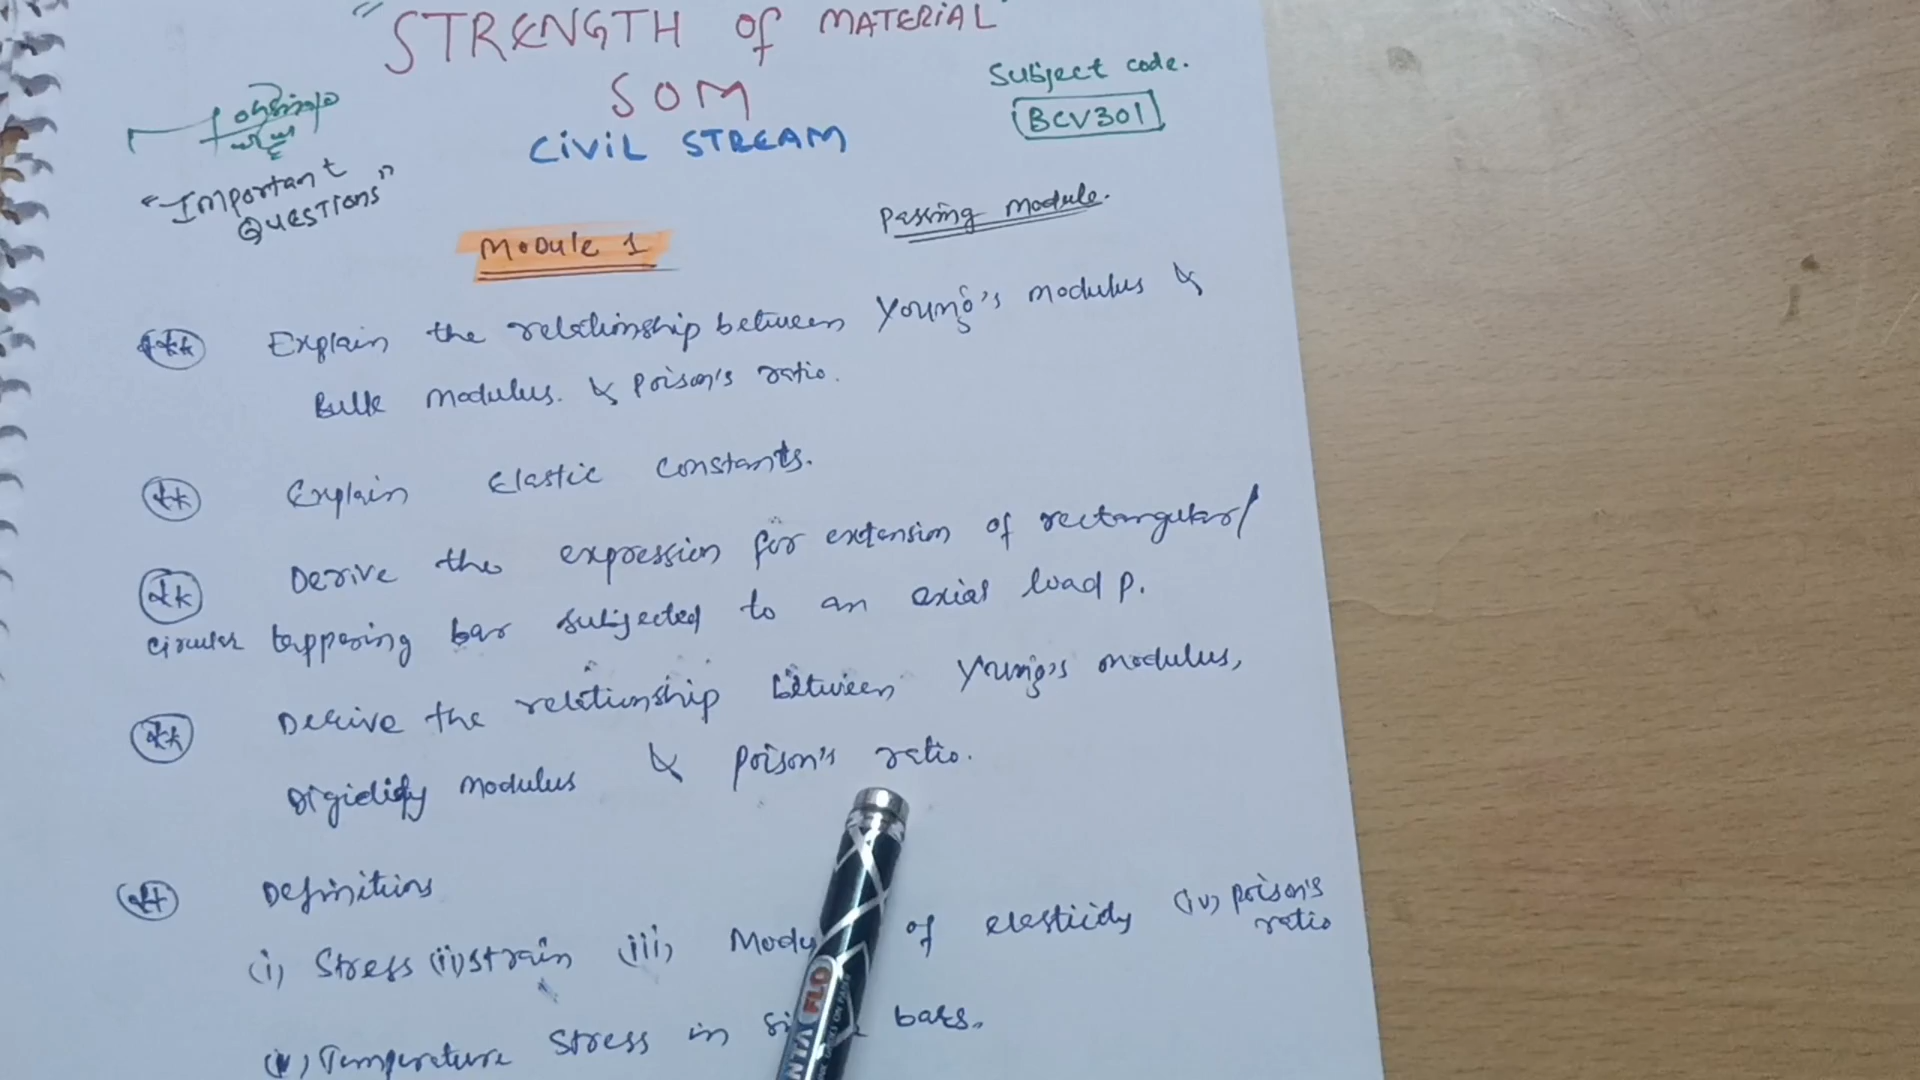 "STRENGTH of MATERIAL
SOM
CIVIL STREAM
Subject code.
BCV301
"Important
Questions"
Passing module.
Module 1
*** Explain the relationship between Young's modulus &
Bulk modulus. & Poison's ratio.
** Explain Elastic constants.
** Derive the expression for extension of rectangular/
circular tappering bar subjected to an axial load P.
** Derive the relationship between Young's modulus,
Rigidity modulus & Poison's ratio.
** Definitions
(i) Stress (ii) strain (iii) Modu of elasticity (iv) Poison's
ratio
(v) Temperature stress in bars.
FLO